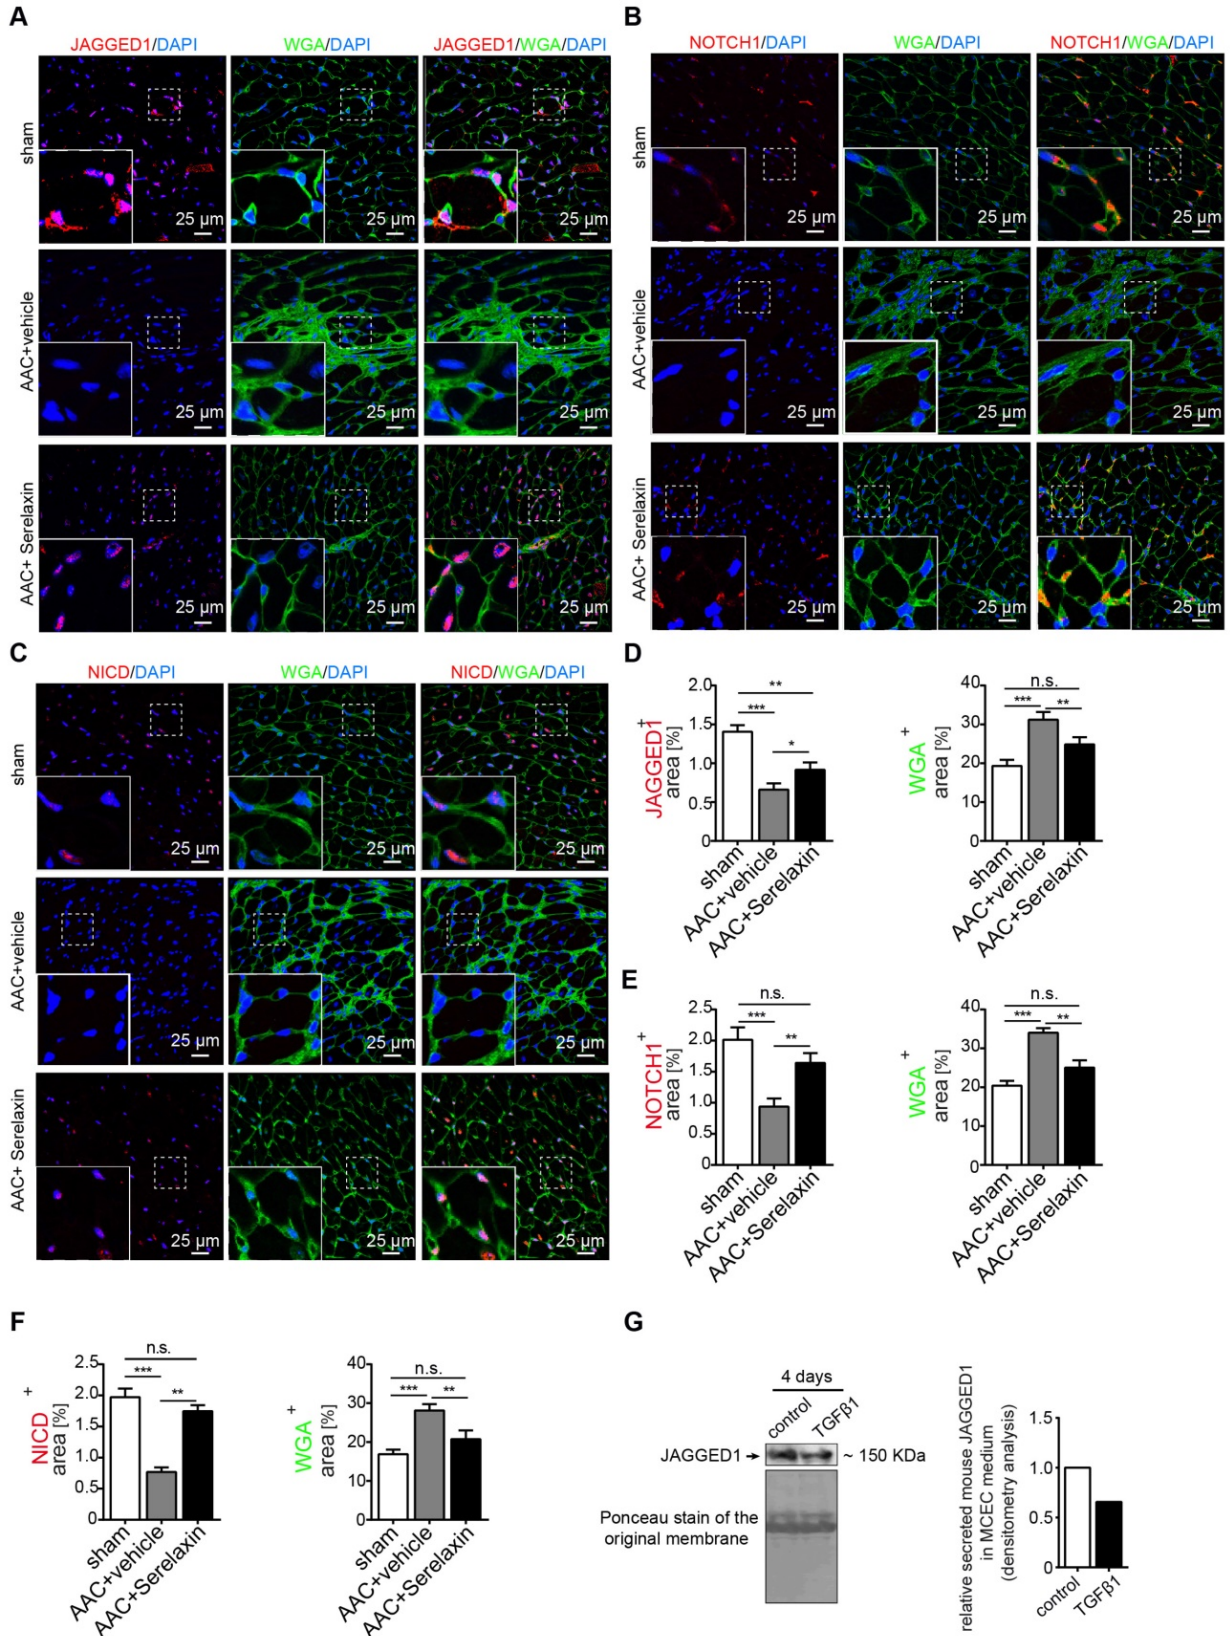 A
JAGGED1/DAPI WGA/DAPI JAGGED1/WGA/DAPI
sham
25 µm 25 µm 25 µm
AAC+vehicle
25 µm 25 µm 25 µm
AAC+ Serelaxin
25 µm 25 µm 25 µm
B
NOTCH1/DAPI WGA/DAPI NOTCH1/WGA/DAPI
sham
25 µm 25 µm 25 µm
AAC+vehicle
25 µm 25 µm 25 µm
AAC+ Serelaxin
25 µm 25 µm 25 µm
C
NICD/DAPI WGA/DAPI NICD/WGA/DAPI
sham
25 µm 25 µm 25 µm
AAC+vehicle
25 µm 25 µm 25 µm
AAC+ Serelaxin
25 µm 25 µm 25 µm
D
JAGGED1+
area [%]
2.0
1.5
1.0
0.5
0
**
***
*
sham
AAC+vehicle
AAC+Serelaxin
WGA+
area [%]
40
30
20
10
0
n.s.
***
**
sham
AAC+vehicle
AAC+Serelaxin
E
NOTCH1+
area [%]
2.5
2.0
1.5
1.0
0.5
0
n.s.
***
**
sham
AAC+vehicle
AAC+Serelaxin
WGA+
area [%]
40
30
20
10
0
n.s.
***
**
sham
AAC+vehicle
AAC+Serelaxin
F
NICD+
area [%]
2.5
2.0
1.5
1.0
0.5
0
n.s.
***
**
sham
AAC+vehicle
AAC+Serelaxin
WGA+
area [%]
40
30
20
10
0
n.s.
***
**
sham
AAC+vehicle
AAC+Serelaxin
G
4 days
control TGFβ1
JAGGED1 ~ 150 KDa
Ponceau stain of the
original membrane
relative secreted mouse JAGGED1
in MCEC medium
(densitometry analysis)
1.5
1.0
0.5
0
control
TGFβ1